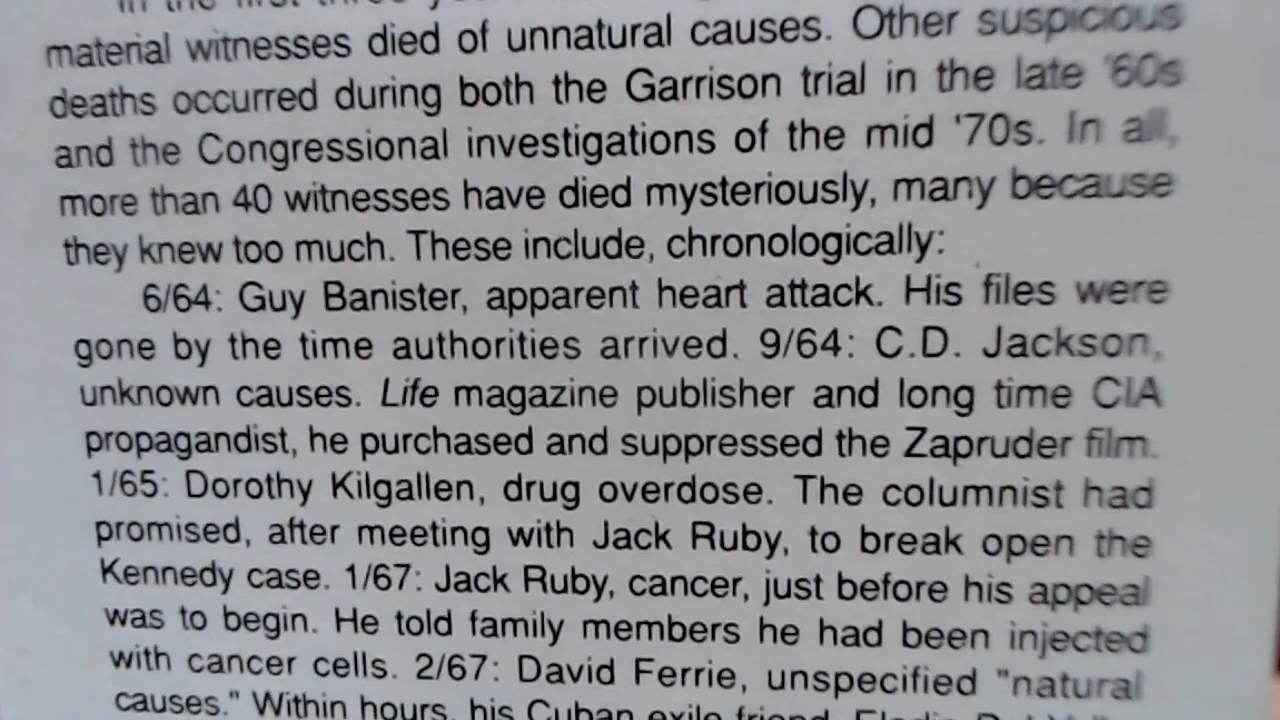 in the first three
material witnesses died of unnatural causes. Other suspicious
deaths occurred during both the Garrison trial in the late '60s
and the Congressional investigations of the mid '70s. In all,
more than 40 witnesses have died mysteriously, many because
they knew too much. These include, chronologically:
6/64: Guy Banister, apparent heart attack. His files were
gone by the time authorities arrived. 9/64: C.D. Jackson,
unknown causes. Life magazine publisher and long time CIA
propagandist, he purchased and suppressed the Zapruder film.
1/65: Dorothy Kilgallen, drug overdose. The columnist had
promised, after meeting with Jack Ruby, to break open the
Kennedy case. 1/67: Jack Ruby, cancer, just before his appeal
was to begin. He told family members he had been injected
with cancer cells. 2/67: David Ferrie, unspecified "natural
causes." Within hours, his Cuban exile friend,